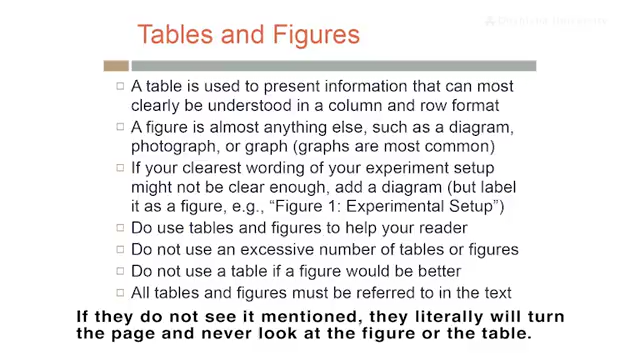 Tables and Figures
A table is used to present information that can most
clearly be understood in a column and row format
A figure is almost anything else, such as a diagram,
photograph, or graph (graphs are most common)
If your clearest wording of your experiment setup
might not be clear enough, add a diagram (but label
it as a figure, e.g., “Figure 1: Experimental Setup”)
Do use tables and figures to help your reader
Do not use an excessive number of tables or figures
Do not use a table if a figure would be better
All tables and figures must be referred to in the text
If they do not see it mentioned, they literally will turn
the page and never look at the figure or the table.